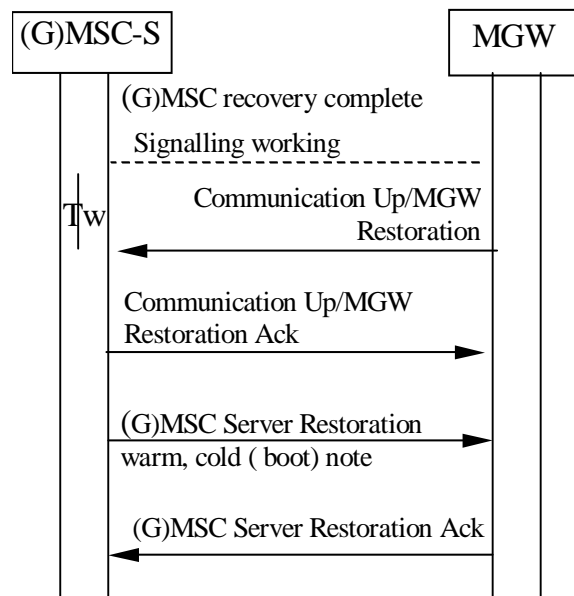 (G)MSC-S
MGW
(G)MSC recovery complete
Signalling working
Tw
Communication Up/MGW
Restoration
Communication Up/MGW
Restoration Ack
(G)MSC Server Restoration
warm, cold ( boot) note
(G)MSC Server Restoration Ack